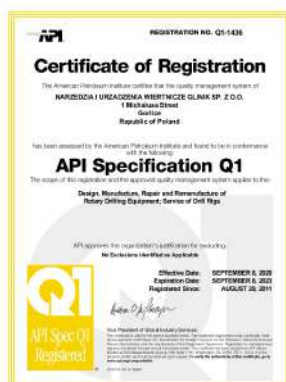 API
REGISTRATION NO. Q1-1436
Certificate of Registration
The American Petroleum Institute certifies that the quality management system of
NARZEDZIA I URZADZENIA WIERTNICZE GLINIK SP. Z O.O.
1 Michalusa Street
Gorlice
Republic of Poland
has been assessed by the American Petroleum Institute and found to be in conformance
with the following:
API Specification Q1
The scope of this registration and the approved quality management system applies to the:
Design, Manufacture, Repair and Remanufacture of
Rotary Drilling Equipment; Service of Drill Rigs
API approves the organization's justification for excluding:
No Exclusions Identified as Applicable
Effective Date: SEPTEMBER 8, 2020
Expiration Date: SEPTEMBER 8, 2023
Registered Since: AUGUST 29, 2011
Q1
API Spec Q1
Registered
Vice President of Global Industry Services